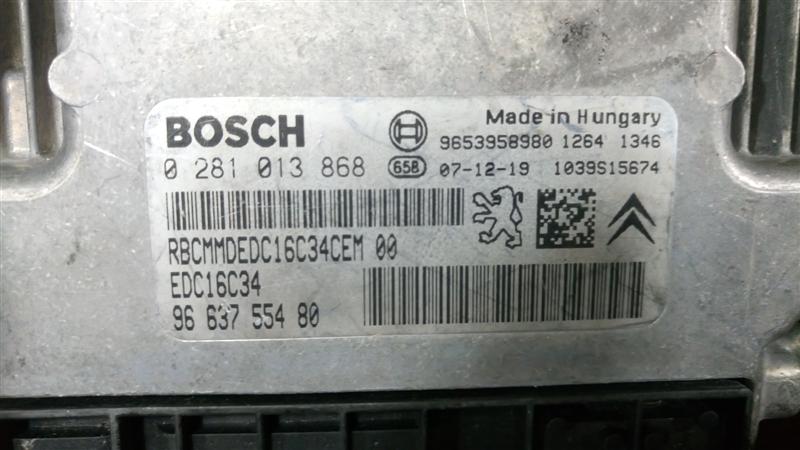 BOSCH
Made in Hungary
9653958980 1264 1346
0 281 013 868 658 07-12-19 1039S15674
RBCMMDEDC16C34CEM 00
EDC16C34
96 637 554 80